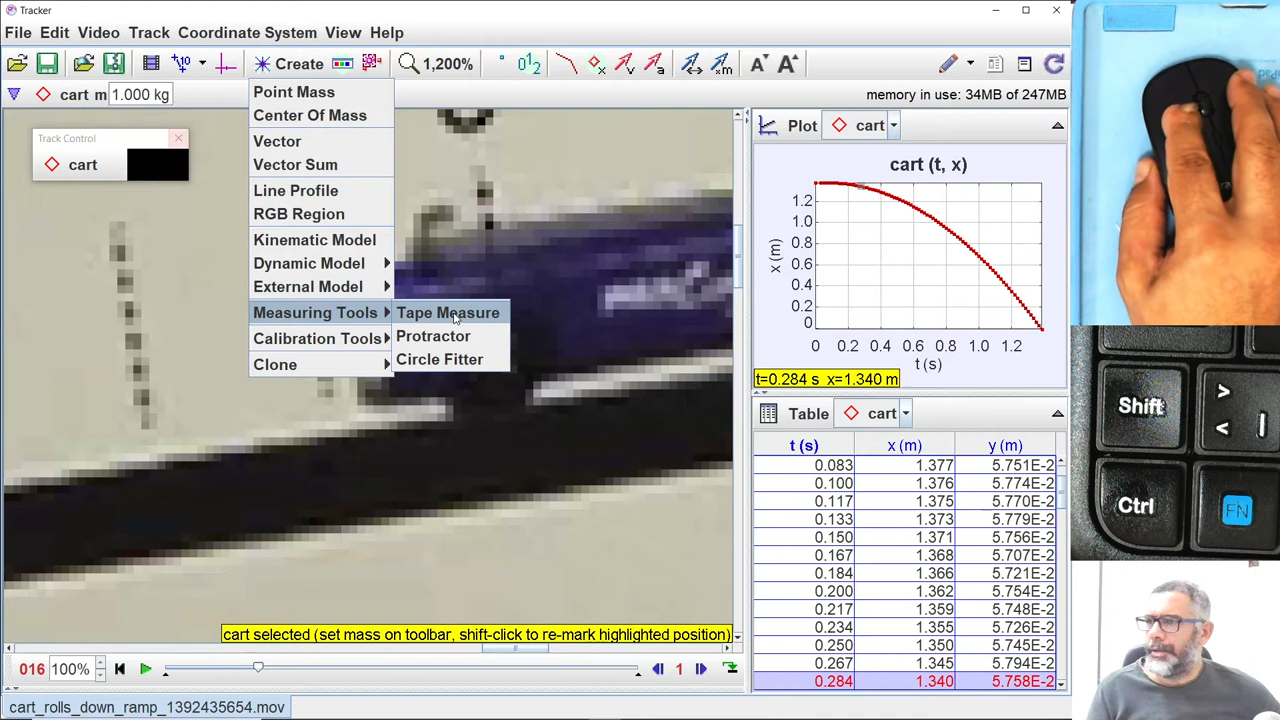 Tracker
File Edit Video Track Coordinate System View Help
Create 1,200%
cart m 1.000 kg
memory in use: 34MB of 247MB
Track Control
cart
Point Mass
Center Of Mass
Vector
Vector Sum
Line Profile
RGB Region
Kinematic Model
Dynamic Model
External Model
Measuring Tools
Calibration Tools
Clone
Tape Measure
Protractor
Circle Fitter
Plot cart
cart (t, x)
x (m)
1.2
1.0
0.8
0.6
0.4
0.2
0
0 0.2 0.4 0.6 0.8 1.0 1.2
t (s)
t=0.284 s x=1.340 m
Table cart
t (s) x (m) y (m)
0.083 1.377 5.751E-2
0.100 1.376 5.774E-2
0.117 1.375 5.770E-2
0.133 1.373 5.779E-2
0.150 1.371 5.756E-2
0.167 1.368 5.707E-2
0.184 1.366 5.721E-2
0.200 1.362 5.754E-2
0.217 1.359 5.748E-2
0.234 1.355 5.726E-2
0.250 1.350 5.745E-2
0.267 1.345 5.794E-2
0.284 1.340 5.758E-2
cart selected (set mass on toolbar, shift-click to re-mark highlighted position)
016 100% 1
cart_rolls_down_ramp_1392435654.mov
Shift
>
<
|
Ctrl
FN